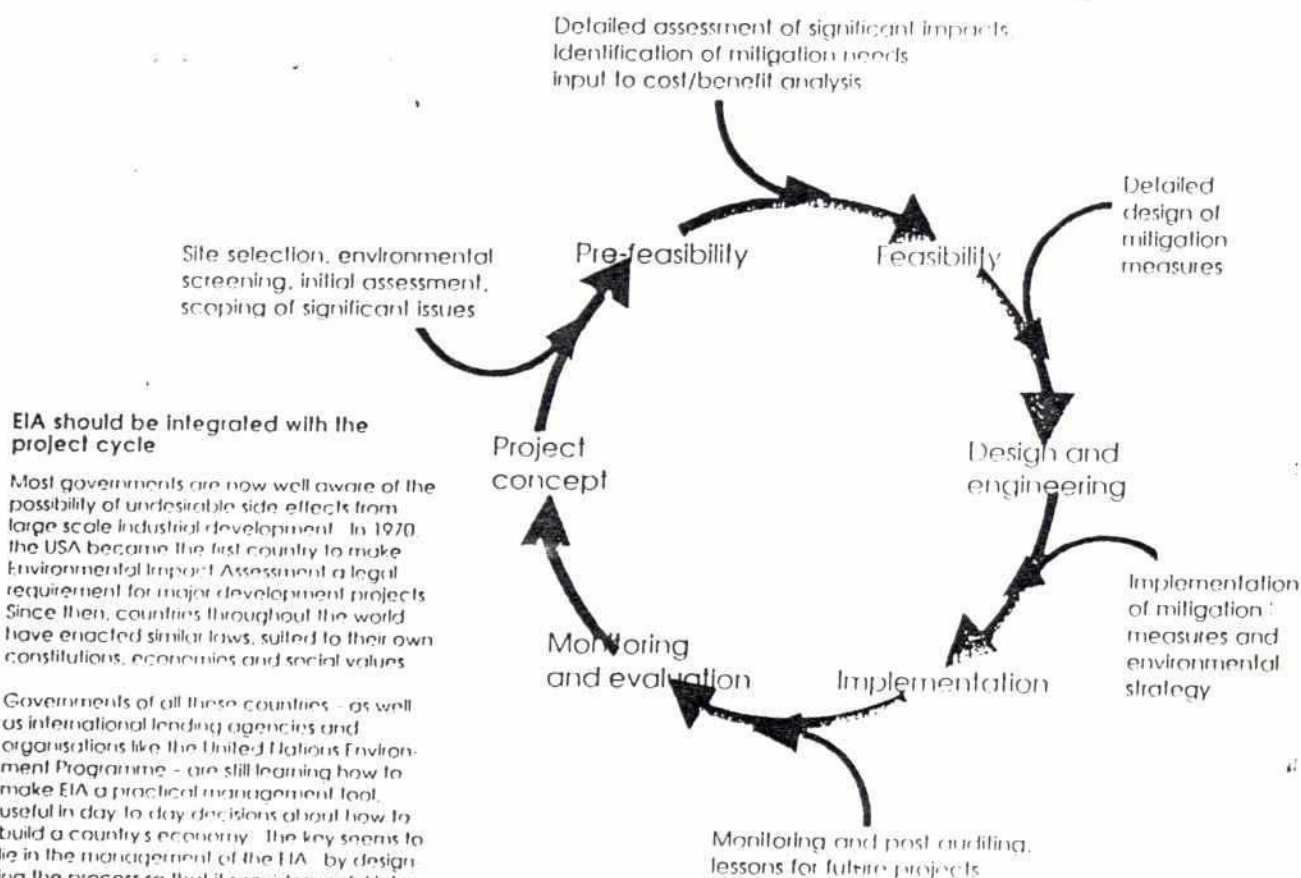 Detailed assessment of significant impacts
Identification of mitigation needs
input to cost/benefit analysis
Detailed
design of
mitigation
measures
Site selection, environmental
screening, initial assessment,
scoping of significant issues
Pre-feasibility
Feasibility
Project
concept
Design and
engineering
Implementation
of mitigation
measures and
environmental
strategy
Monitoring
and evaluation
Implementation
Monitoring and post auditing,
lessons for future projects
EIA should be integrated with the
project cycle
Most governments are now well aware of the
possibility of undesirable side effects from
large scale industrial development. In 1970,
the USA became the first country to make
Environmental Impact Assessment a legal
requirement for major development projects
Since then, countries throughout the world
have enacted similar laws, suited to their own
constitutions, economies and social values
Governments of all these countries - as well
as international lending agencies and
organisations like the United Nations Environ-
ment Programme - are still learning how to
make EIA a practical management tool,
useful in day to day decisions about how to
build a country's economy. The key seems to
lie in the management of the EIA by design-
ing the process so that it